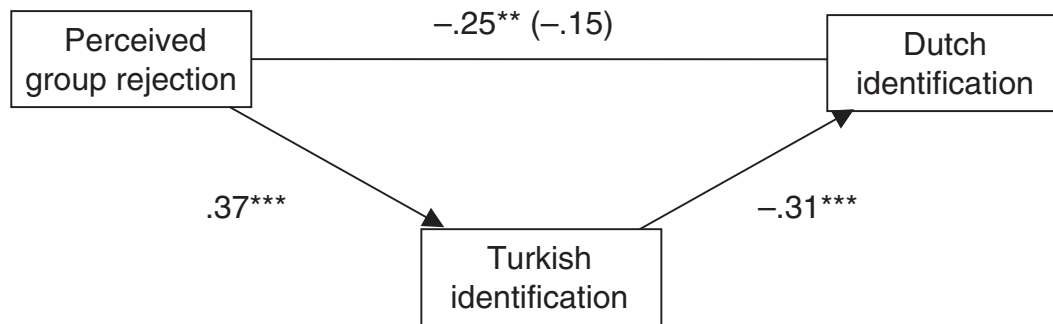 Perceived
group rejection
–.25** (–.15)
Dutch
identification
.37***
–.31***
Turkish
identification